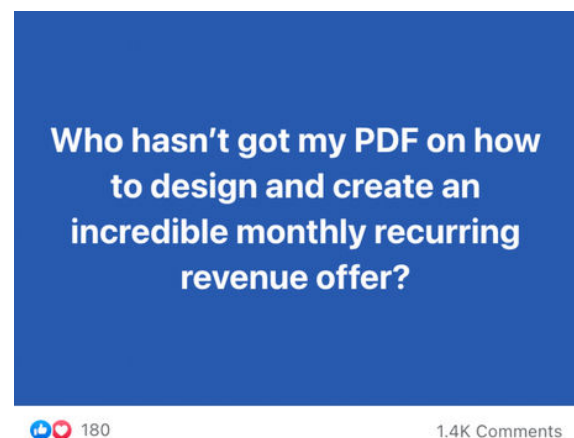 Who hasn’t got my PDF on how
to design and create an
incredible monthly recurring
revenue offer?
180
1.4K Comments